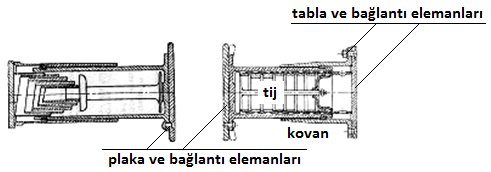 tabla ve bağlantı elemanları
tij
kovan
plaka ve bağlantı elemanları